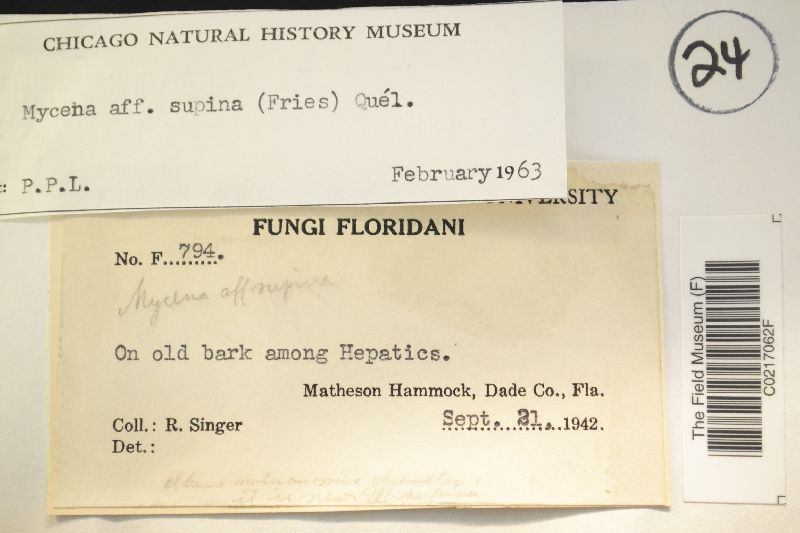 CHICAGO NATURAL HISTORY MUSEUM
Mycena aff. supina (Fries) Quél.
: P.P.L.
February 1963
24
UNIVERSITY
FUNGI FLORIDANI
No. F. 794.
Mycena aff supina
On old bark among Hepatics.
Matheson Hammock, Dade Co., Fla.
Coll.: R. Singer
Sept. 21, 1942.
Det.:
The Field Museum (F)
C0217062F